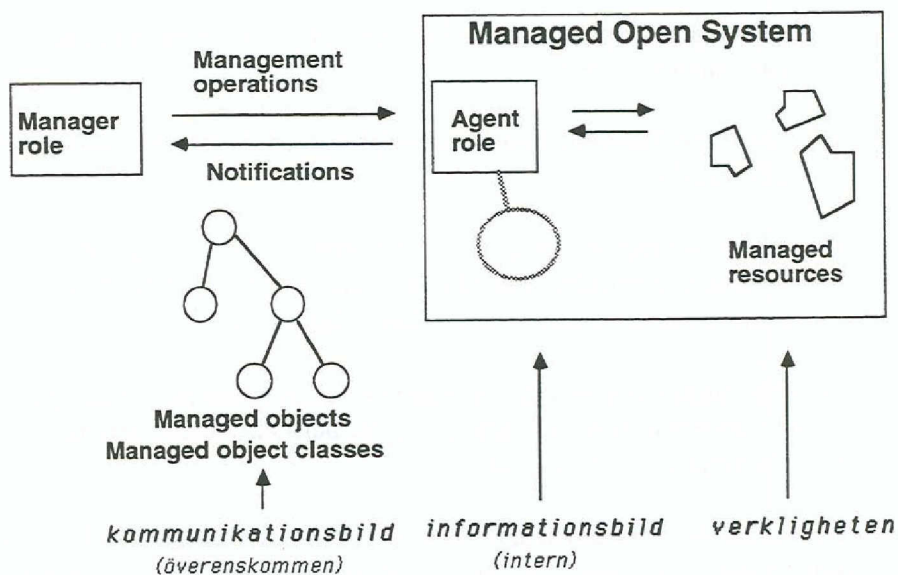 Managed Open System
Management
operations
Manager
role
Agent
role
Notifications
Managed
resources
Managed objects
Managed object classes
kommunikationsbild
(överenskommen)
informationsbild
(intern)
verkligheten